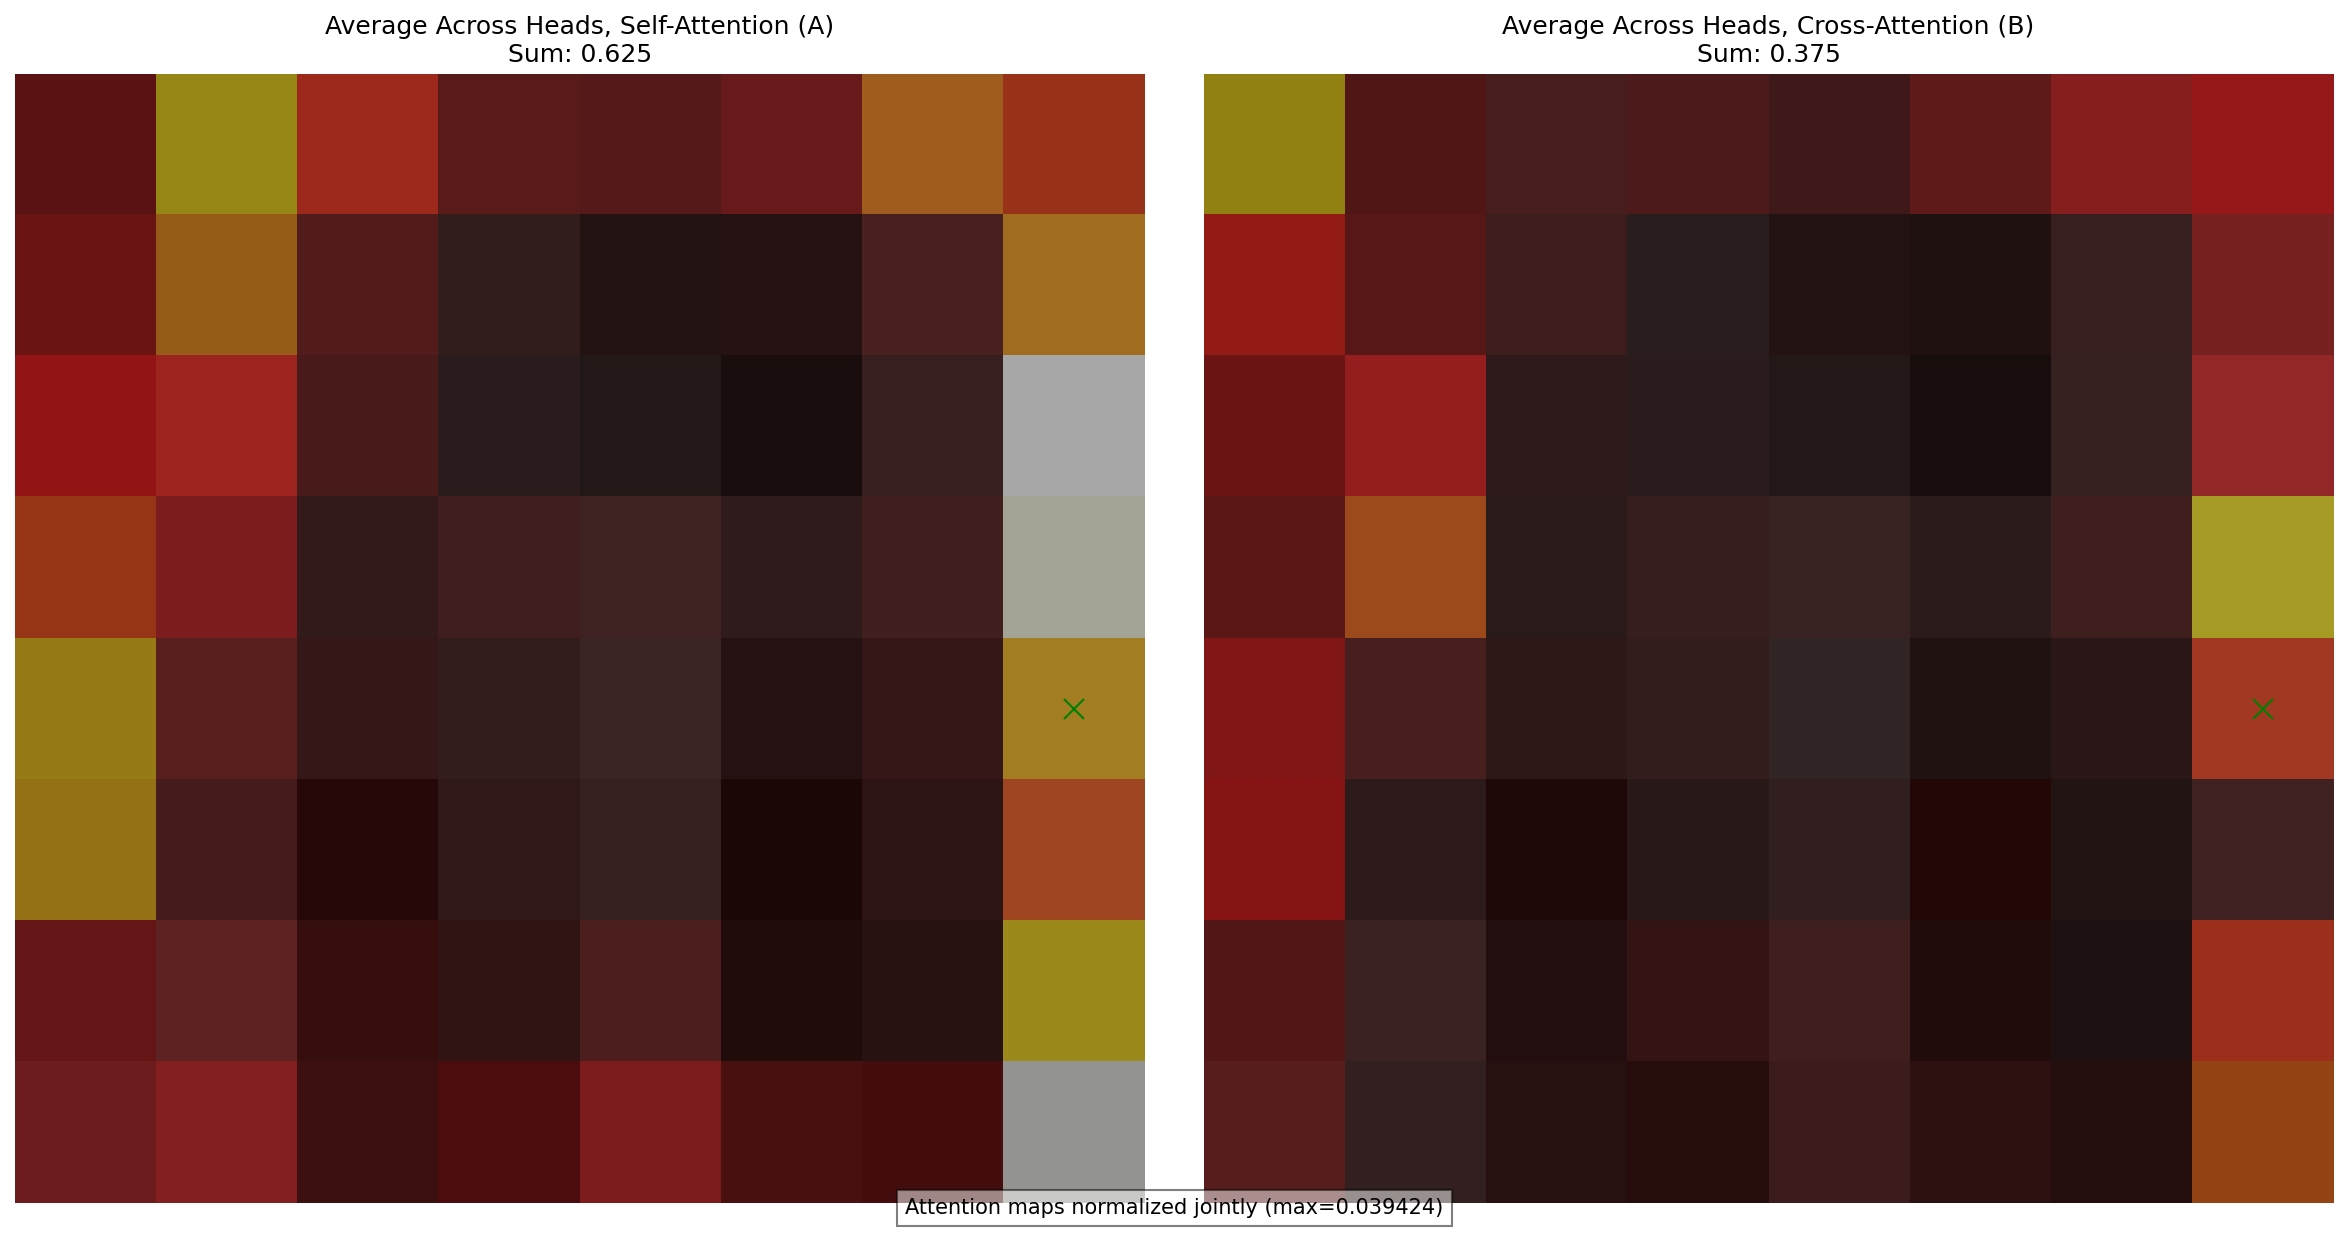 Average Across Heads, Self-Attention (A)
Sum: 0.625
Average Across Heads, Cross-Attention (B)
Sum: 0.375
Attention maps normalized jointly (max=0.039424)